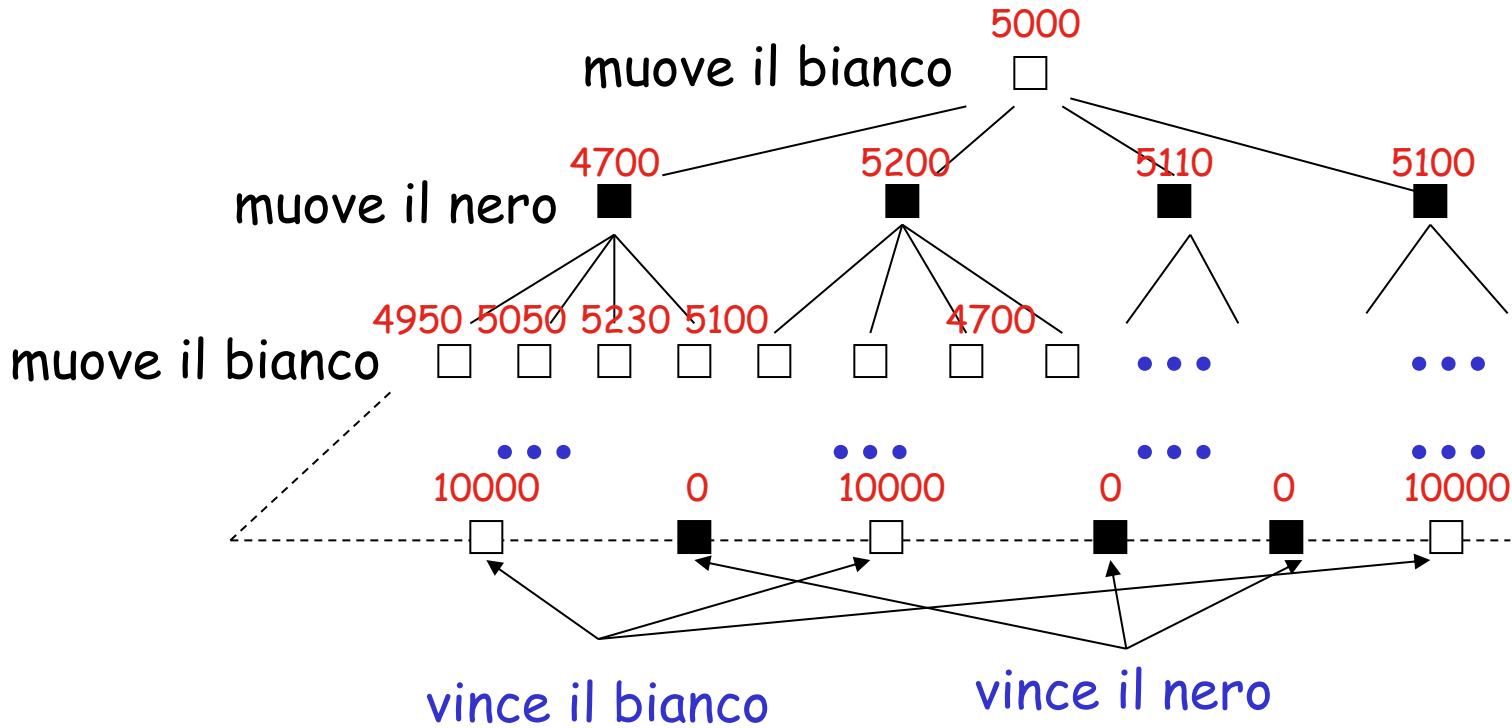 5000
muove il bianco
4700 5200 5110 5100
muove il nero
4950 5050 5230 5100 4700
muove il bianco
10000 0 10000 0 0 10000
vince il bianco
vince il nero